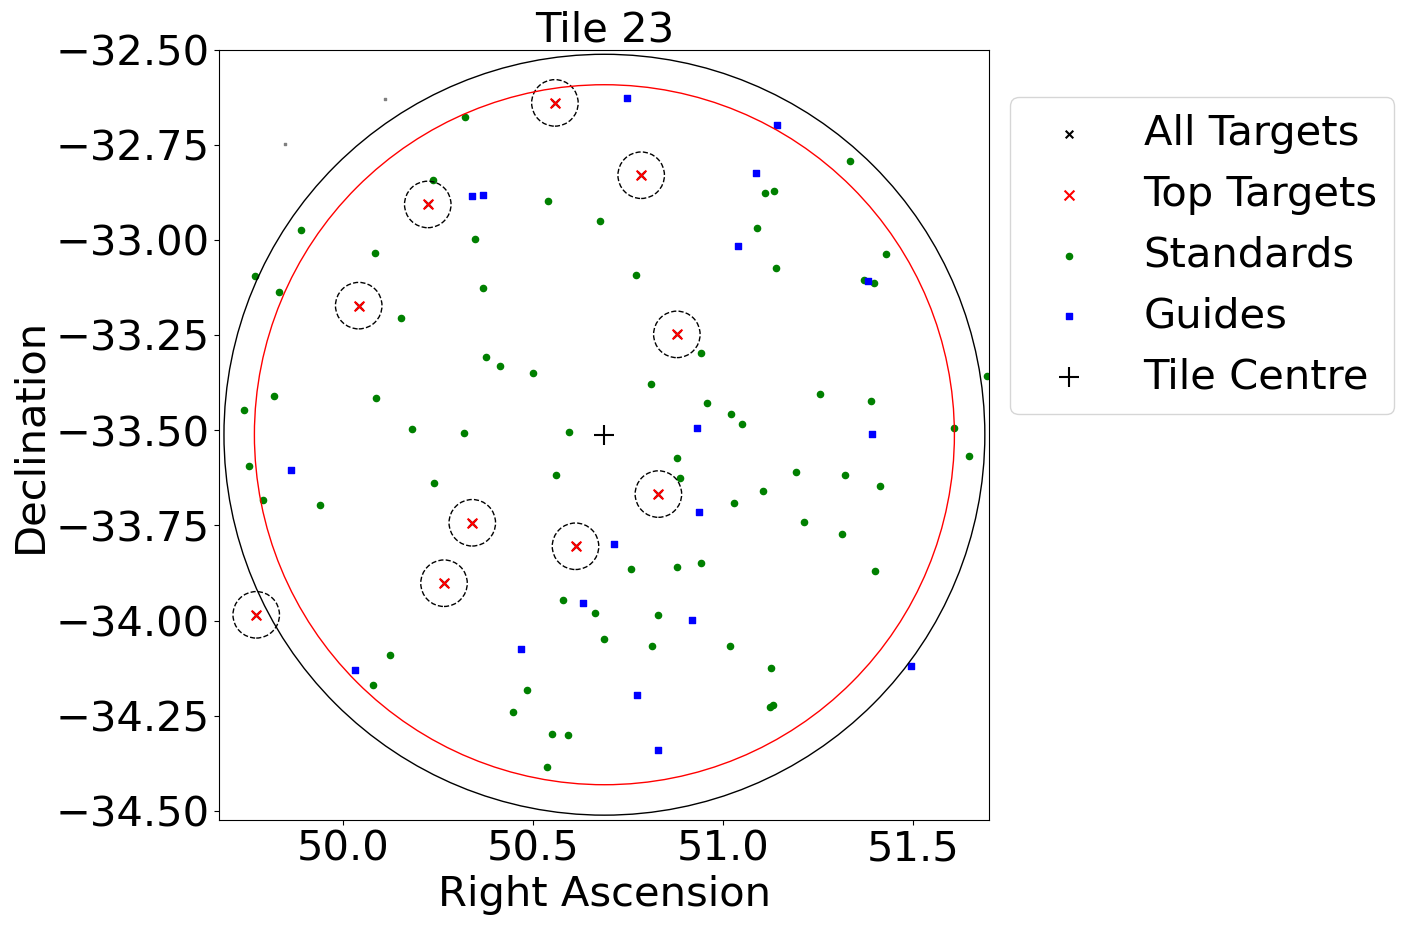 Tile 23
−32.50
−32.75
−33.00
−33.25
−33.50
−33.75
−34.00
−34.25
−34.50
Declination
50.0 50.5 51.0 51.5
Right Ascension
All Targets
Top Targets
Standards
Guides
Tile Centre